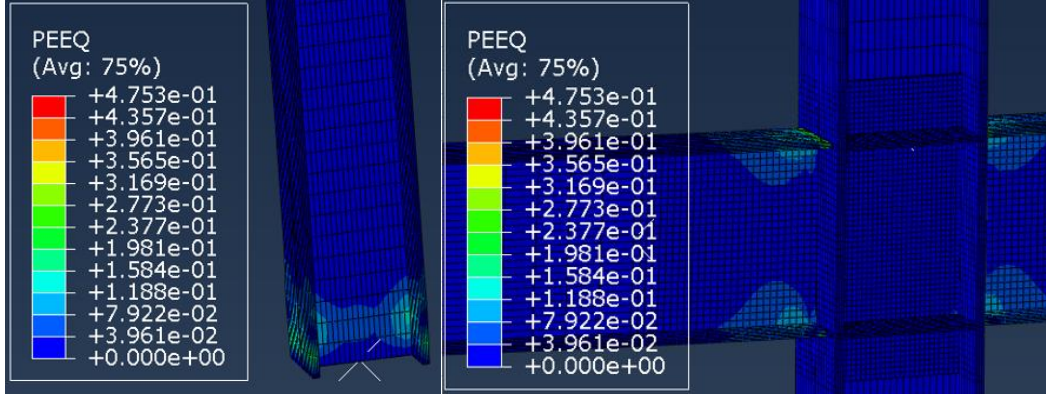 PEEQ
(Avg: 75%)
+4.753e-01
+4.357e-01
+3.961e-01
+3.565e-01
+3.169e-01
+2.773e-01
+2.377e-01
+1.981e-01
+1.584e-01
+1.188e-01
+7.922e-02
+3.961e-02
+0.000e+00
PEEQ
(Avg: 75%)
+4.753e-01
+4.357e-01
+3.961e-01
+3.565e-01
+3.169e-01
+2.773e-01
+2.377e-01
+1.981e-01
+1.584e-01
+1.188e-01
+7.922e-02
+3.961e-02
+0.000e+00